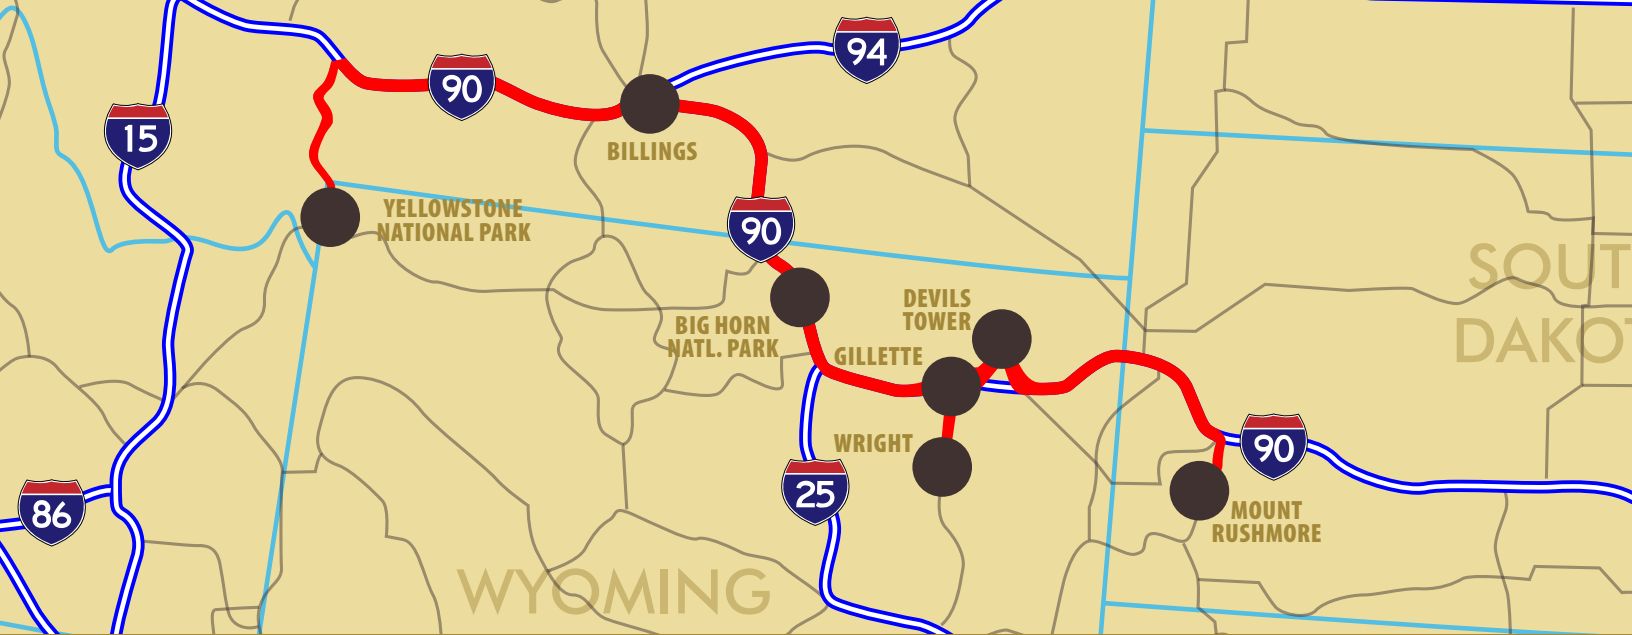 94
90
15
BILLINGS
YELLOWSTONE
NATIONAL PARK
90
SOUT
DAKOT
DEVILS
TOWER
BIG HORN
NATL. PARK
GILLETTE
WRIGHT
90
25
86
MOUNT
RUSHMORE
WYOMING